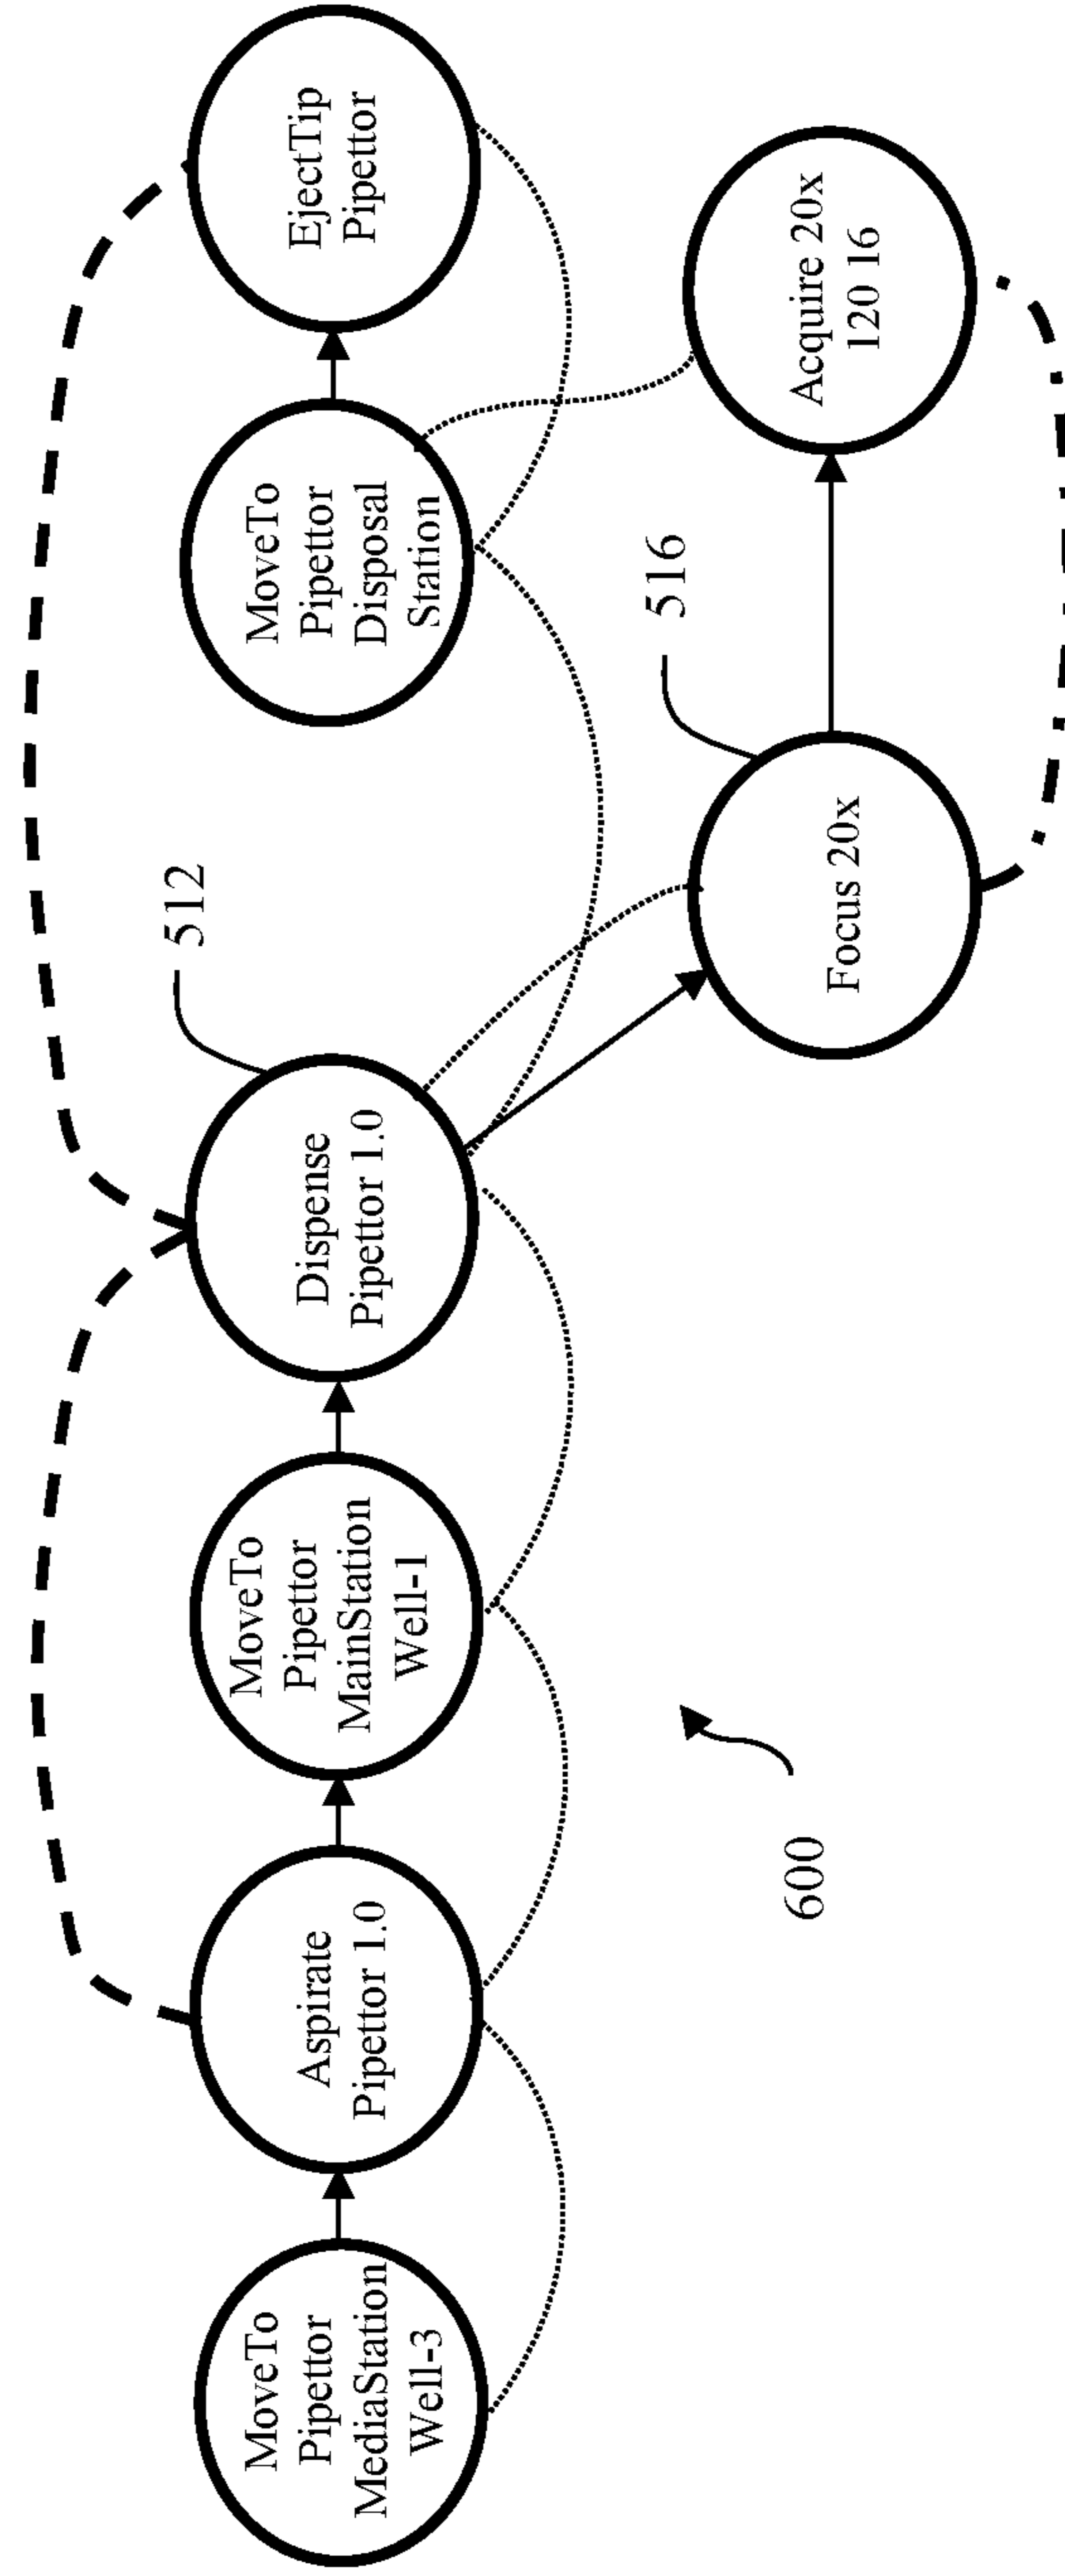 MoveTo
Pipettor
MediaStation
Well-3
Aspirate
Pipettor 1.0
MoveTo
Pipettor
MainStation
Well-1
Dispense
Pipettor 1.0
512
MoveTo
Pipettor
Disposal
Station
EjectTip
Pipettor
Focus 20x
516
Acquire 20x
120 16
600